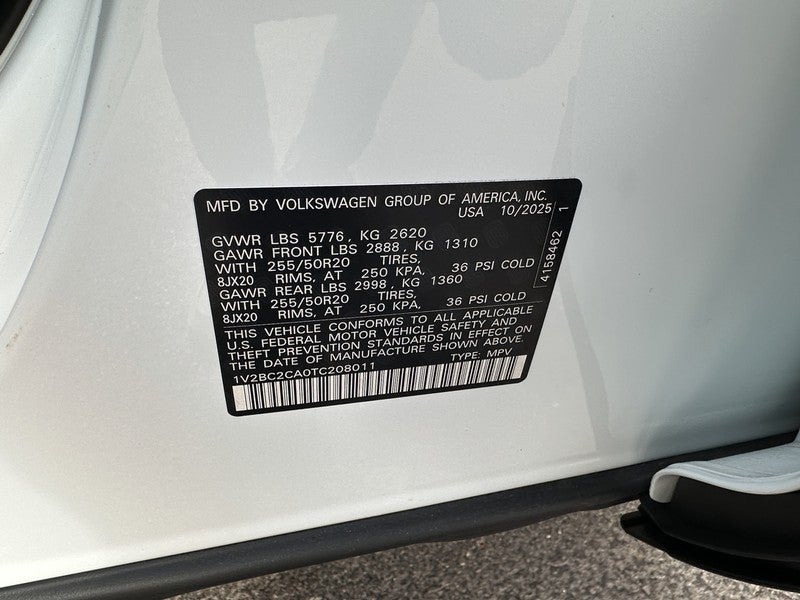 MFD BY VOLKSWAGEN GROUP OF AMERICA, INC.
USA 10/2025
GVWR LBS 5776, KG 2620
GAWR FRONT LBS 2888, KG 1310
WITH 255/50R20 TIRES,
8JX20 RIMS, AT 250 KPA, 36 PSI COLD
GAWR REAR LBS 2998, KG 1360
WITH 255/50R20 TIRES,
8JX20 RIMS, AT 250 KPA, 36 PSI COLD
THIS VEHICLE CONFORMS TO ALL APPLICABLE
U.S. FEDERAL MOTOR VEHICLE SAFETY AND
THEFT PREVENTION STANDARDS IN EFFECT ON
THE DATE OF MANUFACTURE SHOWN ABOVE.
1V2BC2CA0TC208011 TYPE: MPV
4158462 1